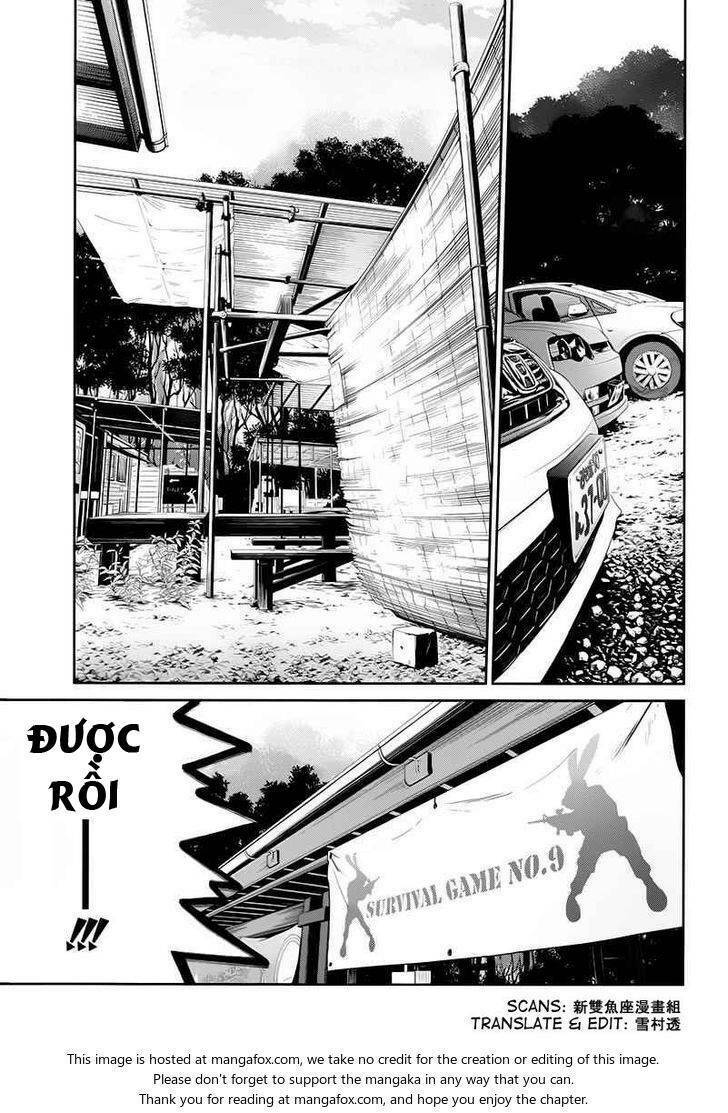 37-00
ĐƯỢC
RỒI
!!!
SURVIVAL GAME NO.9
SCANS: 新雙魚座漫畫組
TRANSLATE & EDIT: 雪村透
This image is hosted at mangafox.com, we take no credit for the creation or editing of this image.
Please don't forget to support the mangaka in any way that you can.
Thank you for reading at mangafox.com, and hope you enjoy the chapter.